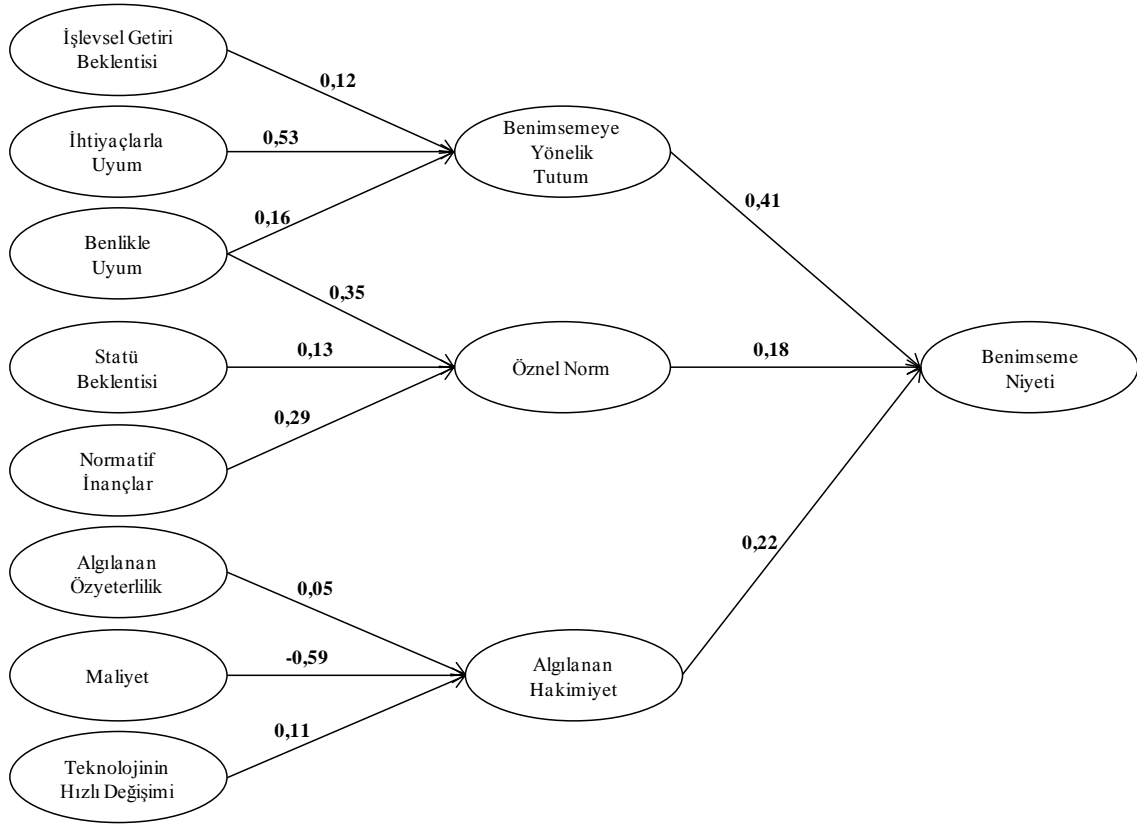 İşlevsel Getiri
Beklentisi
0,12
İhtiyaçlarla
Uyum
0,53
Benimsemeye
Yönelik
Tutum
0,16
0,41
Benlikle
Uyum
0,35
Statü
Beklentisi
0,13
Öznel Norm
0,18
Benimseme
Niyeti
0,29
Normatif
İnançlar
0,22
Algılanan
Özyeterlilik
0,05
Maliyet
-0,59
Algılanan
Hakimiyet
0,11
Teknolojinin
Hızlı Değişimi